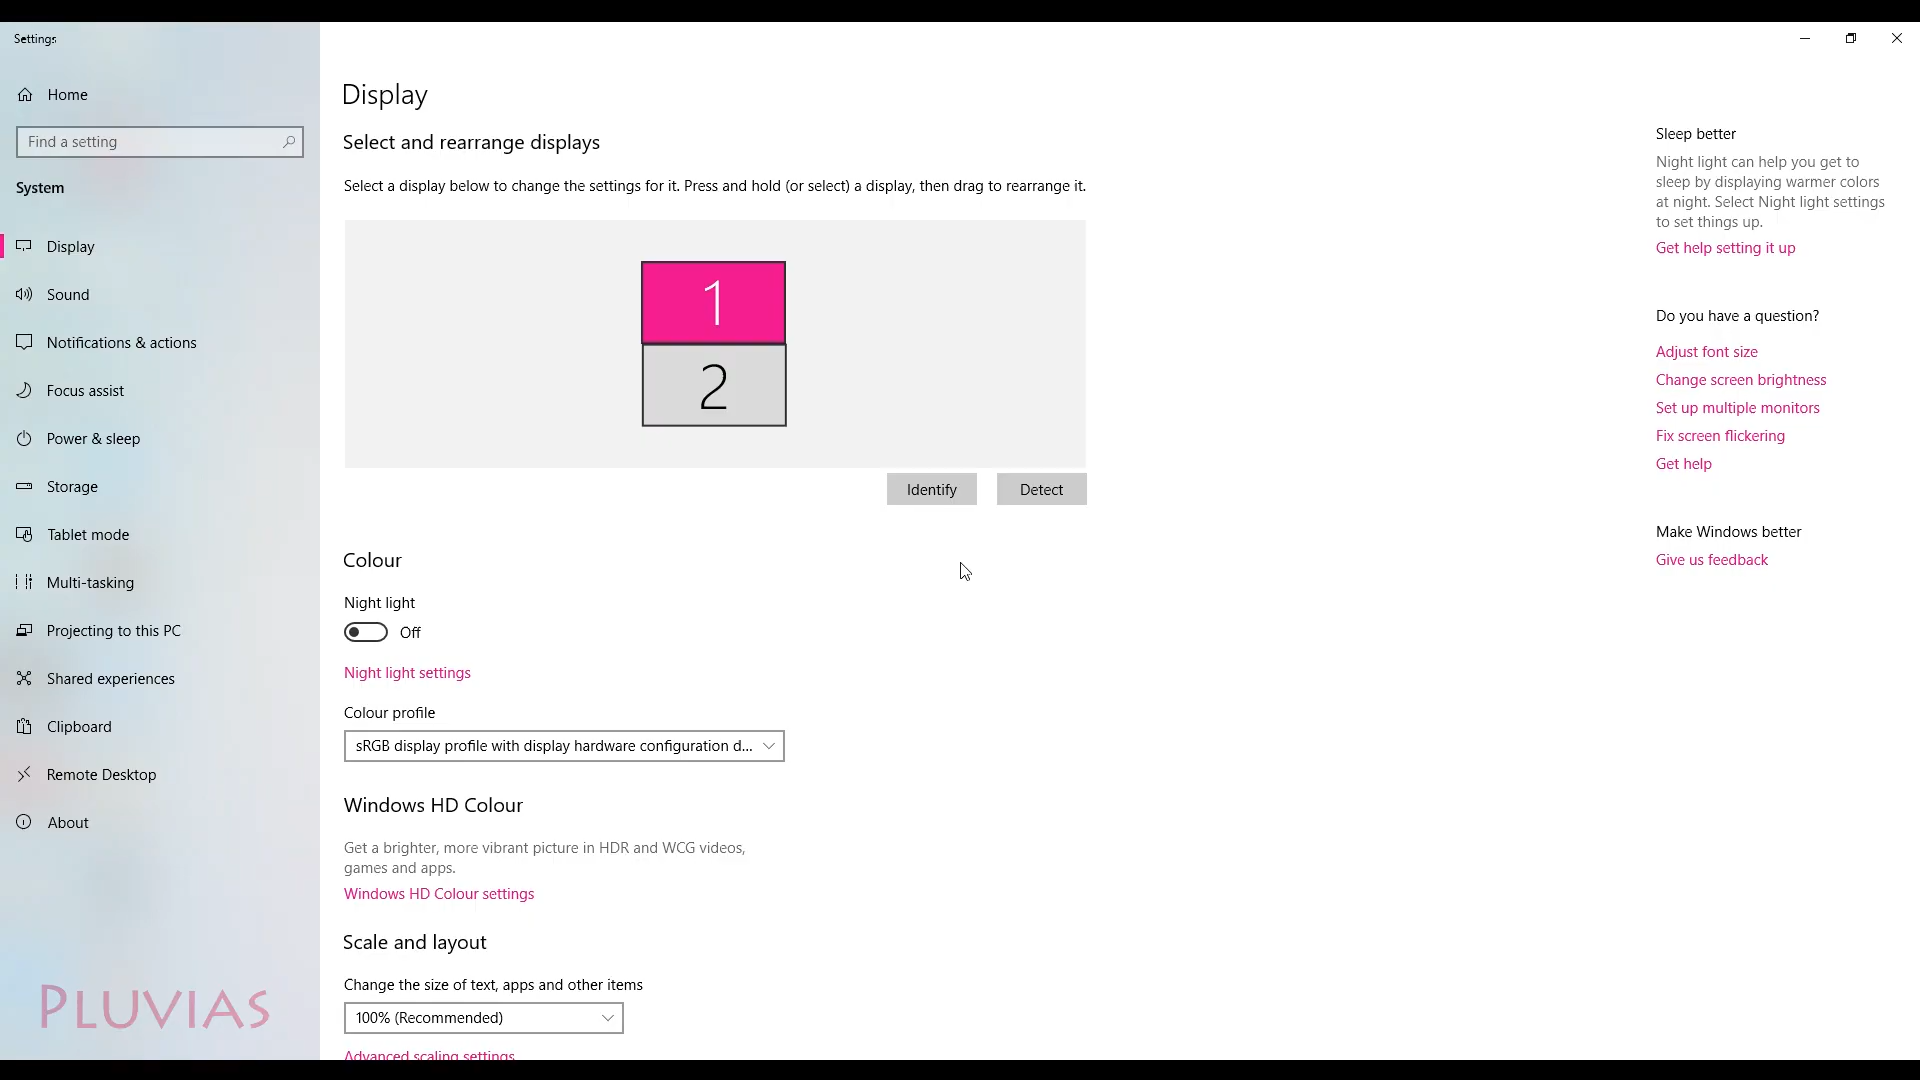 Settings
Home
Find a setting
System
Display
Sound
Notifications & actions
Focus assist
Power & sleep
Storage
Tablet mode
Multi-tasking
Projecting to this PC
Shared experiences
Clipboard
Remote Desktop
About
PLUVIAS
Display
Select and rearrange displays
Select a display below to change the settings for it. Press and hold (or select) a display, then drag to rearrange it.
1
2
Identify
Detect
Colour
Night light
Off
Night light settings
Colour profile
sRGB display profile with display hardware configuration d...
Windows HD Colour
Get a brighter, more vibrant picture in HDR and WCG videos,
games and apps.
Windows HD Colour settings
Scale and layout
Change the size of text, apps and other items
100% (Recommended)
Advanced scaling settings
Sleep better
Night light can help you get to
sleep by displaying warmer colors
at night. Select Night light settings
to set things up.
Get help setting it up
Do you have a question?
Adjust font size
Change screen brightness
Set up multiple monitors
Fix screen flickering
Get help
Make Windows better
Give us feedback